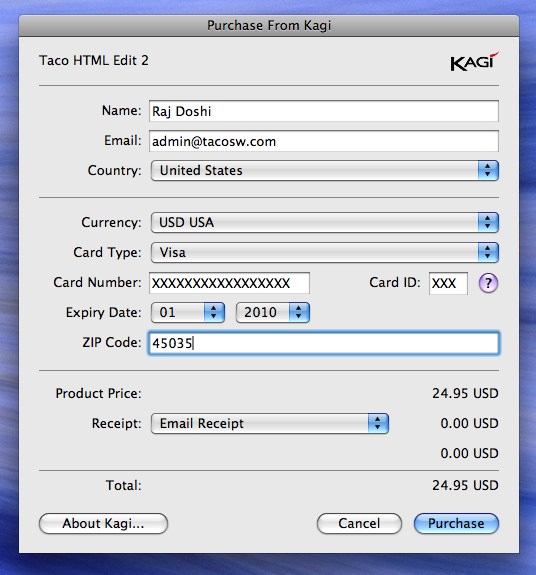 Purchase From Kagi
Taco HTML Edit 2
KAGI
Name: Raj Doshi
Email: admin@tacosw.com
Country: United States
Currency: USD USA
Card Type: Visa
Card Number: XXXXXXXXXXXXXXXXX Card ID: XXX ?
Expiry Date: 01 2010
ZIP Code: 45035
Product Price: 24.95 USD
Receipt: Email Receipt 0.00 USD
0.00 USD
Total: 24.95 USD
About Kagi... Cancel Purchase